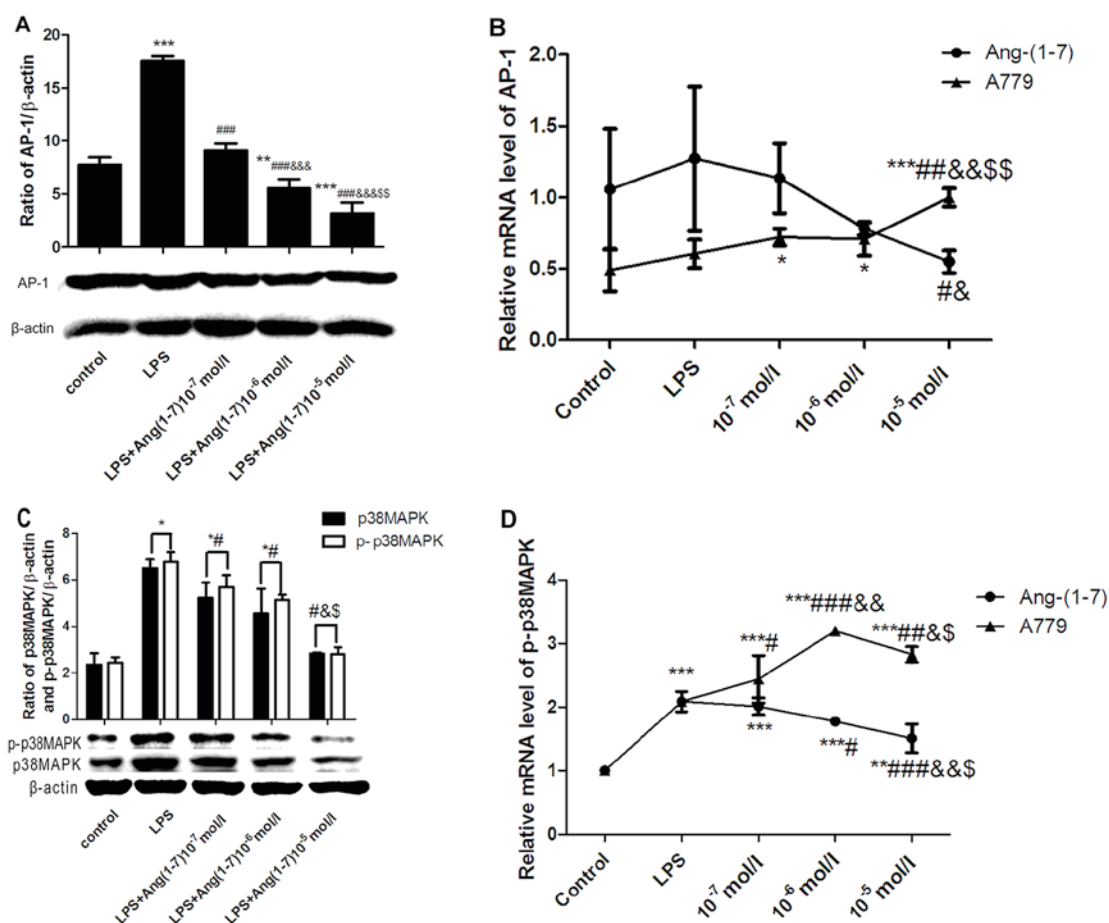 A
Ratio of AP-1/β-actin
20
15
10
5
0
***
###
**###&&&
***###&&&$$
AP-1
β-actin
control
LPS
LPS+Ang(1-7)10⁻⁷ mol/l
LPS+Ang(1-7)10⁻⁶ mol/l
LPS+Ang(1-7)10⁻⁵ mol/l
B
Relative mRNA level of AP-1
2.0
1.5
1.0
0.5
0.0
Ang-(1-7)
A779
***##&&$$
*
*
#&
Control
LPS
10⁻⁷ mol/l
10⁻⁶ mol/l
10⁻⁵ mol/l
C
Ratio of p38MAPK/β-actin
and p-p38MAPK/β-actin
8
6
4
2
0
p38MAPK
p-p38MAPK
*
*#
*#
#&$
p-p38MAPK
p38MAPK
β-actin
control
LPS
LPS+Ang(1-7)10⁻⁷ mol/l
LPS+Ang(1-7)10⁻⁶ mol/l
LPS+Ang(1-7)10⁻⁵ mol/l
D
Relative mRNA level of p-p38MAPK
4
3
2
1
0
Ang-(1-7)
A779
***
***#
***###&&
***##&$
***
***#
**###&&$
Control
LPS
10⁻⁷ mol/l
10⁻⁶ mol/l
10⁻⁵ mol/l